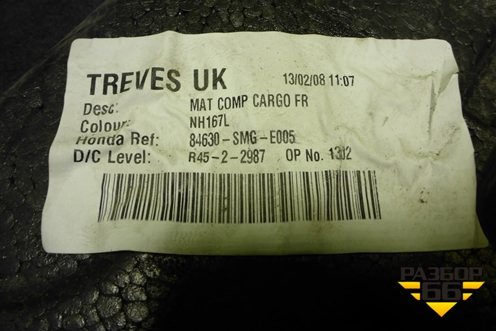 TREVES UK 13/02/08 11:07
Desc: MAT COMP CARGO FR
Colour: NH167L
Honda Ref: 84630-SMG-E005
D/C Level: R45-2-2987 OP No. 1302
РАЗБОР
66